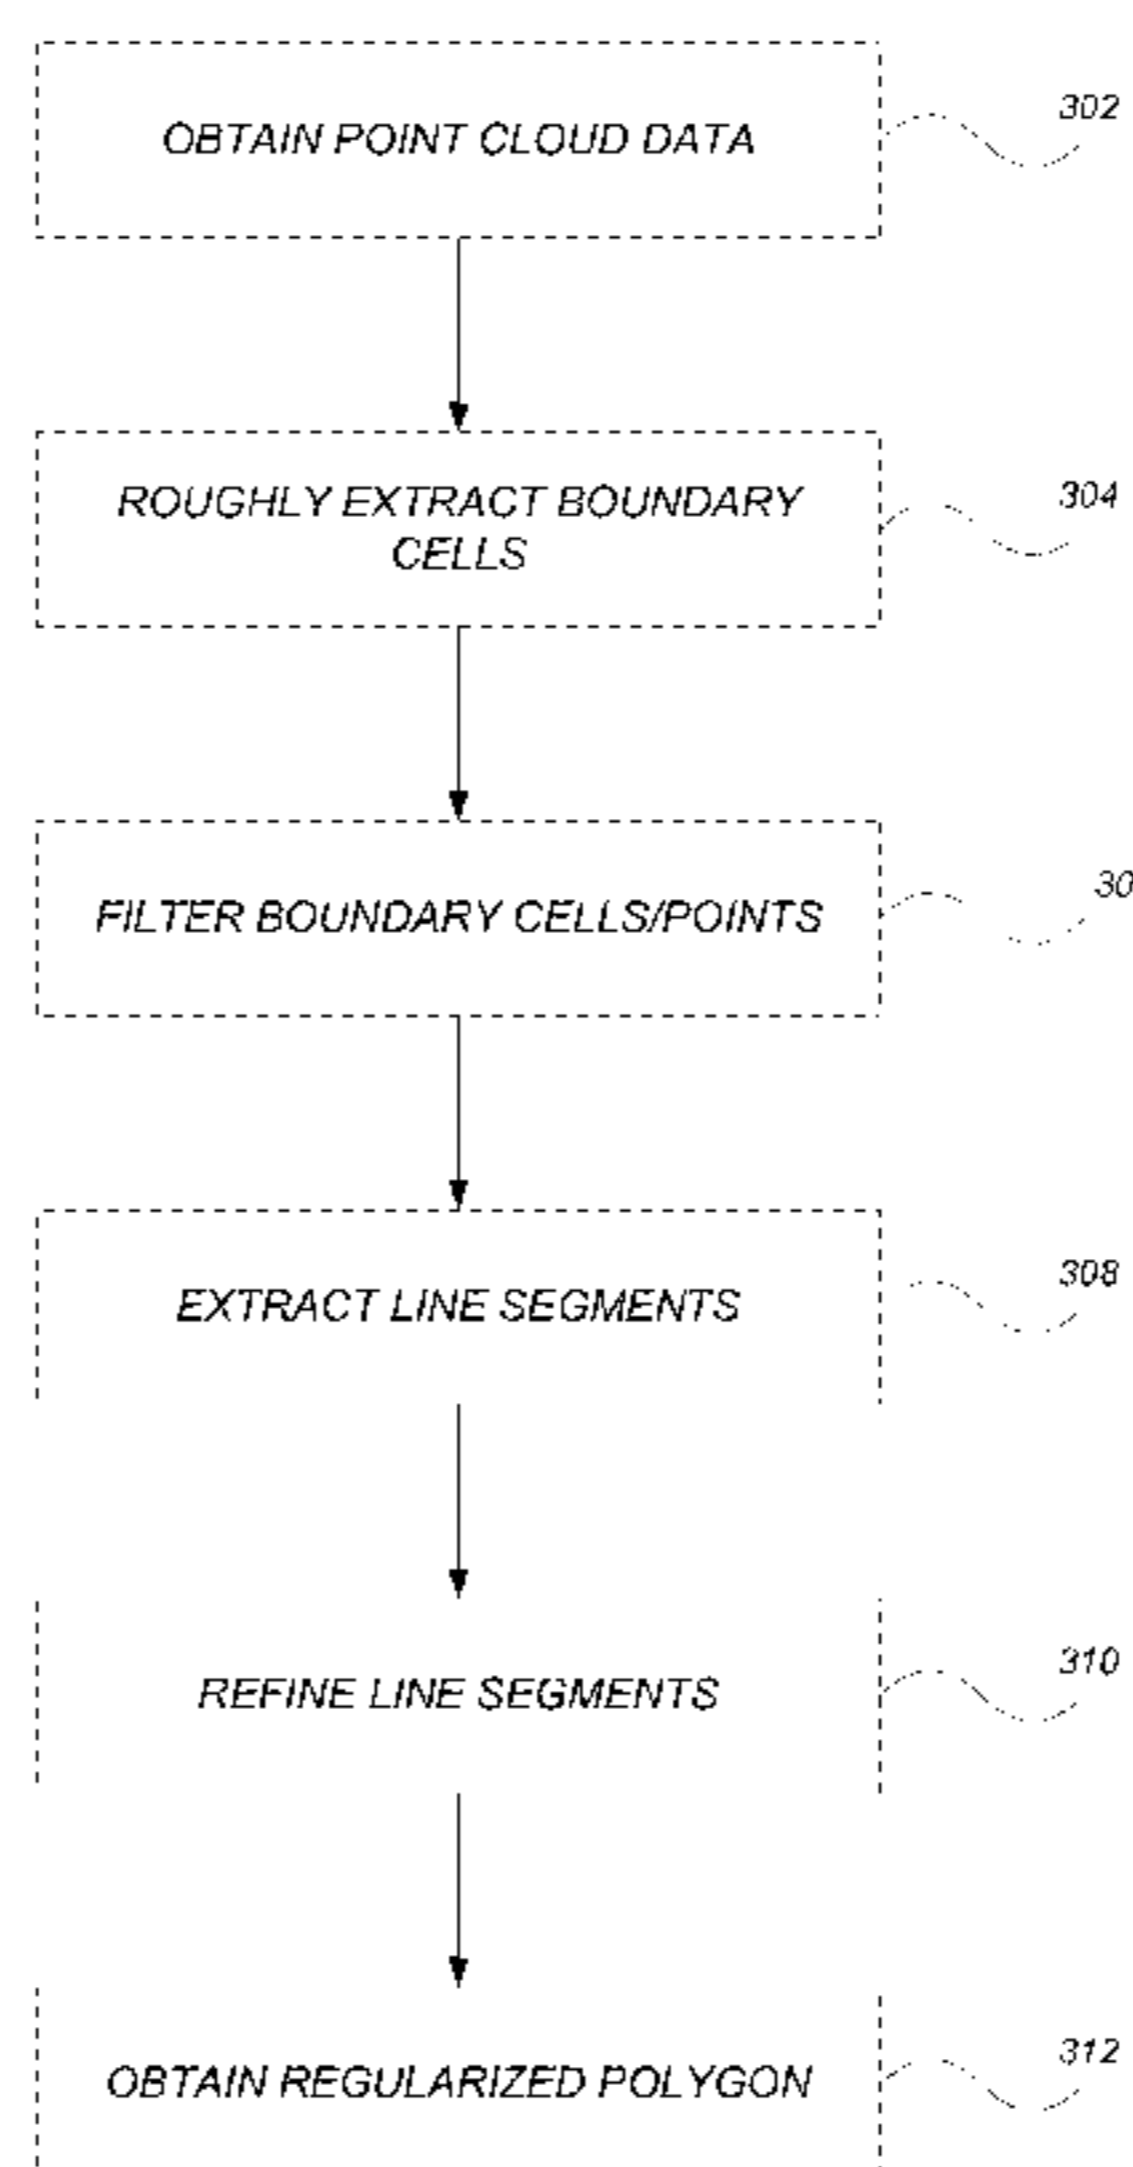 OBTAIN POINT CLOUD DATA
302
ROUGHLY EXTRACT BOUNDARY
CELLS
304
FILTER BOUNDARY CELLS/POINTS
30
EXTRACT LINE SEGMENTS
308
REFINE LINE SEGMENTS
310
OBTAIN REGULARIZED POLYGON
312